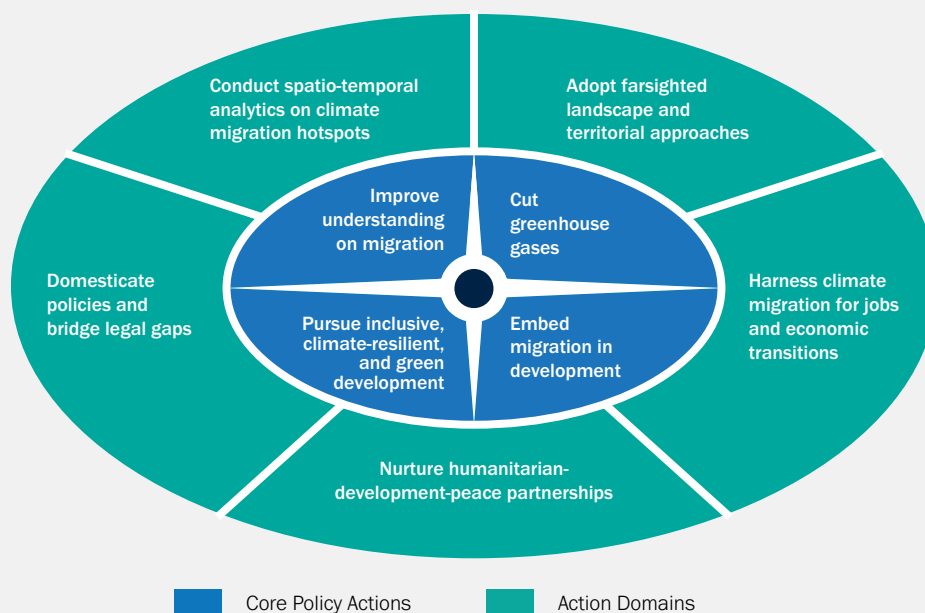 Conduct spatio-temporal
analytics on climate
migration hotspots
Adopt farsighted
landscape and
territorial approaches
Improve
understanding
on migration
Cut
greenhouse
gases
Domesticate
policies and
bridge legal gaps
Harness climate
migration for jobs
and economic
transitions
Pursue inclusive,
climate-resilient,
and green
development
Embed
migration in
development
Nurture humanitarian-
development-peace partnerships
Core Policy Actions
Action Domains